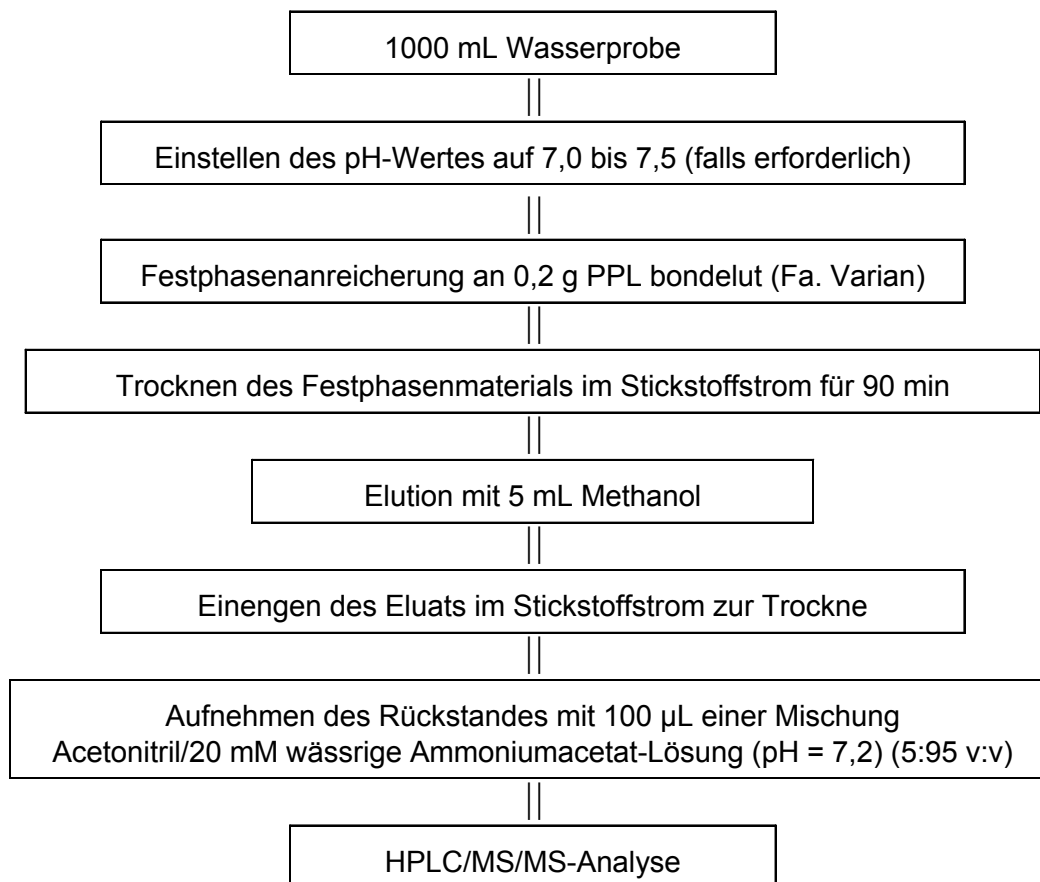 1000 mL Wasserprobe
Einstellen des pH-Wertes auf 7,0 bis 7,5 (falls erforderlich)
Festphasenanreicherung an 0,2 g PPL bondelut (Fa. Varian)
Trocknen des Festphasenmaterials im Stickstoffstrom für 90 min
Elution mit 5 mL Methanol
Einengen des Eluats im Stickstoffstrom zur Trockne
Aufnehmen des Rückstandes mit 100 µL einer Mischung
Acetonitril/20 mM wässrige Ammoniumacetat-Lösung (pH = 7,2) (5:95 v:v)
HPLC/MS/MS-Analyse